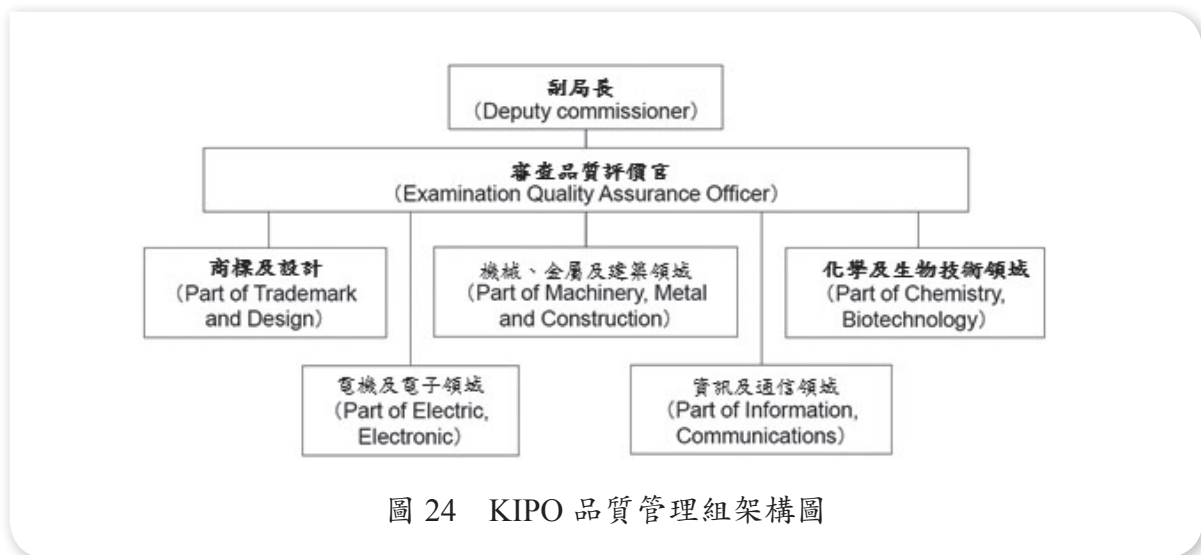 副局長
(Deputy commissioner)
審查品質評價官
(Examination Quality Assurance Officer)
商標及設計
(Part of Trademark
and Design)
機械、金屬及建築領域
(Part of Machinery, Metal
and Construction)
化學及生物技術領域
(Part of Chemistry,
Biotechnology)
電機及電子領域
(Part of Electric,
Electronic)
資訊及通信領域
(Part of Information,
Communications)
圖 24 KIPO 品質管理組架構圖